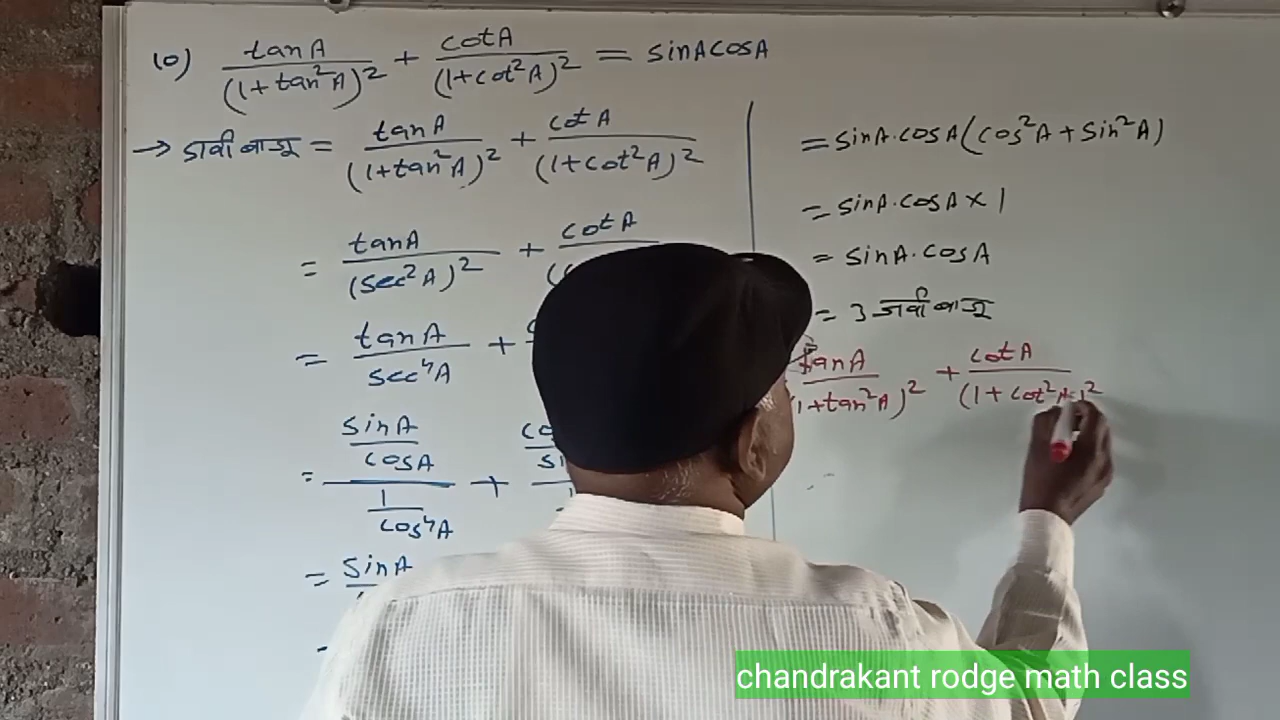 10) tanA/(1+tan²A)² + cotA/(1+cot²A)² = sinAcosA
→ डावी बाजू = tanA/(1+tan²A)² + cotA/(1+cot²A)²
= tanA/(sec²A)² + cotA/
= tanA/sec⁴A +
= (sinA/cosA)/(1/cos⁴A) +
= sinA
= sinA.cosA(cos²A + sin²A)
= sinA.cosA × 1
= sinA.cosA
= उजवी बाजू
tanA/(1+tan²A)² + cotA/(1+cot²A)²
chandrakant rodge math class